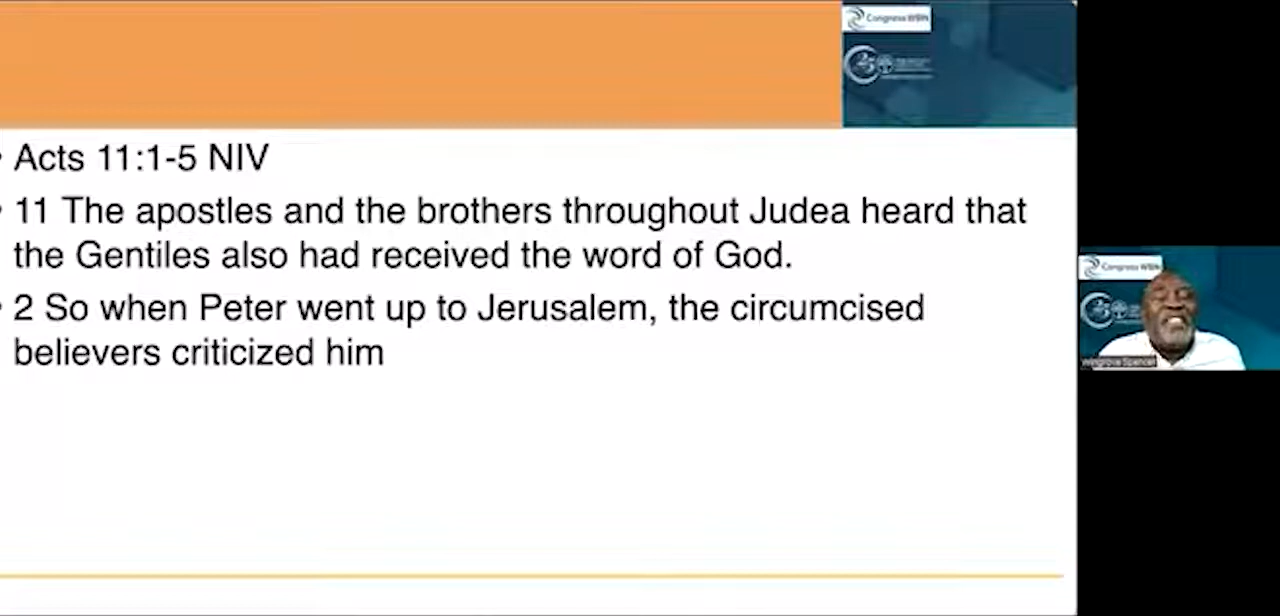 Congress WBN
• Acts 11:1-5 NIV
• 11 The apostles and the brothers throughout Judea heard that
the Gentiles also had received the word of God.
• 2 So when Peter went up to Jerusalem, the circumcised
believers criticized him
Congress WBN
Wingrove Spencer